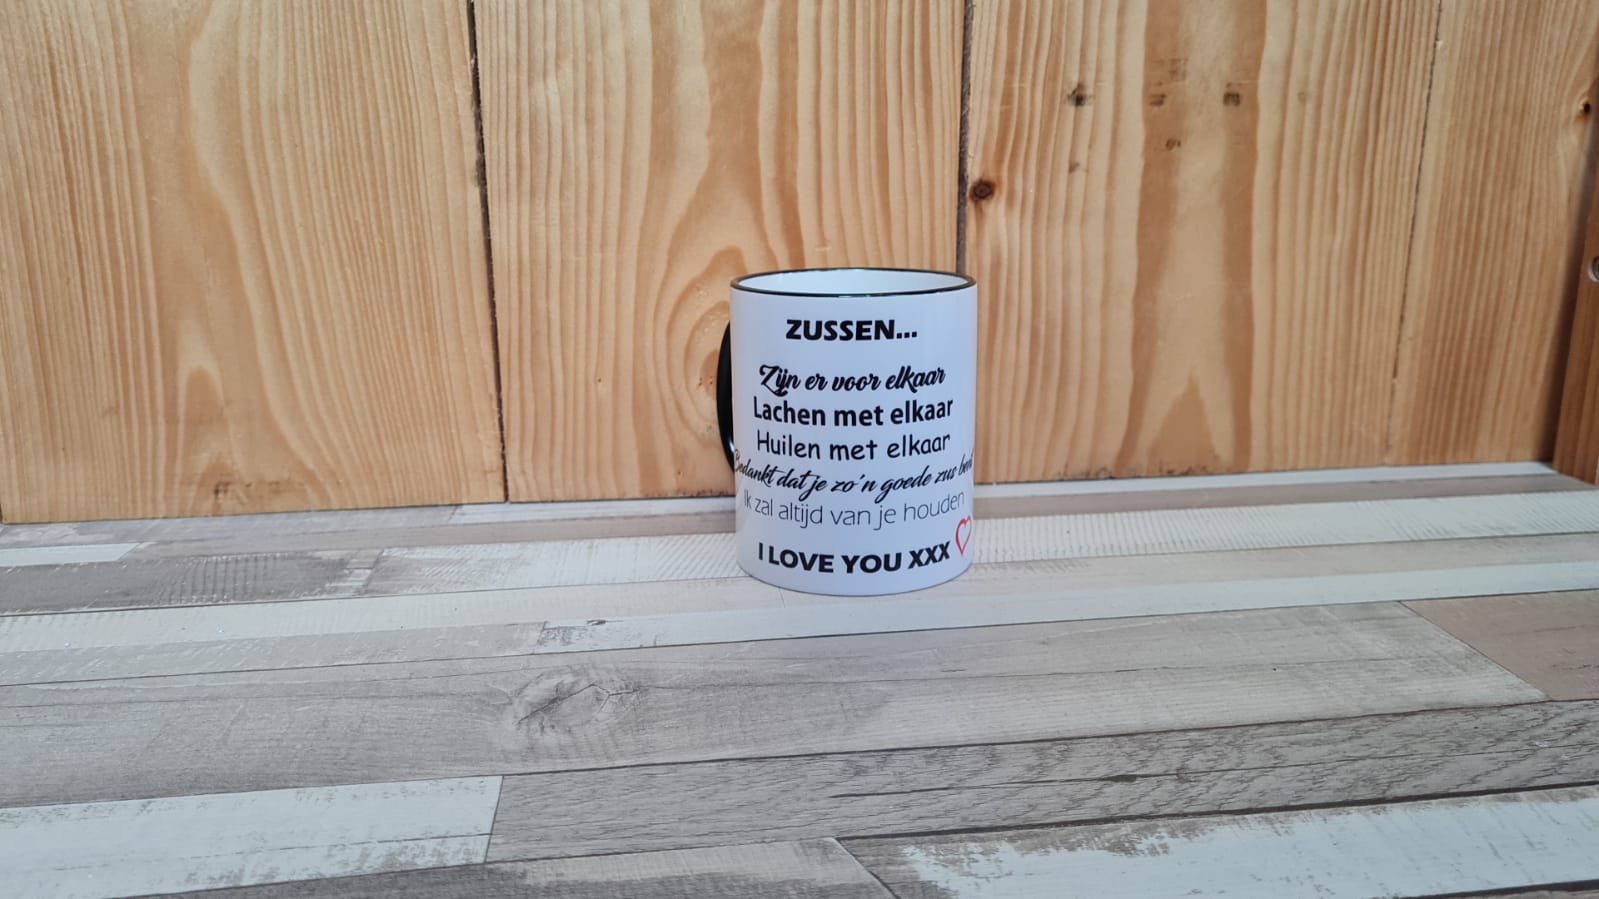 ZUSSEN...
Zijn er voor elkaar
Lachen met elkaar
Huilen met elkaar
Bedankt dat je zo'n goede zus bent
Ik zal altijd van je houden
I LOVE YOU XXX